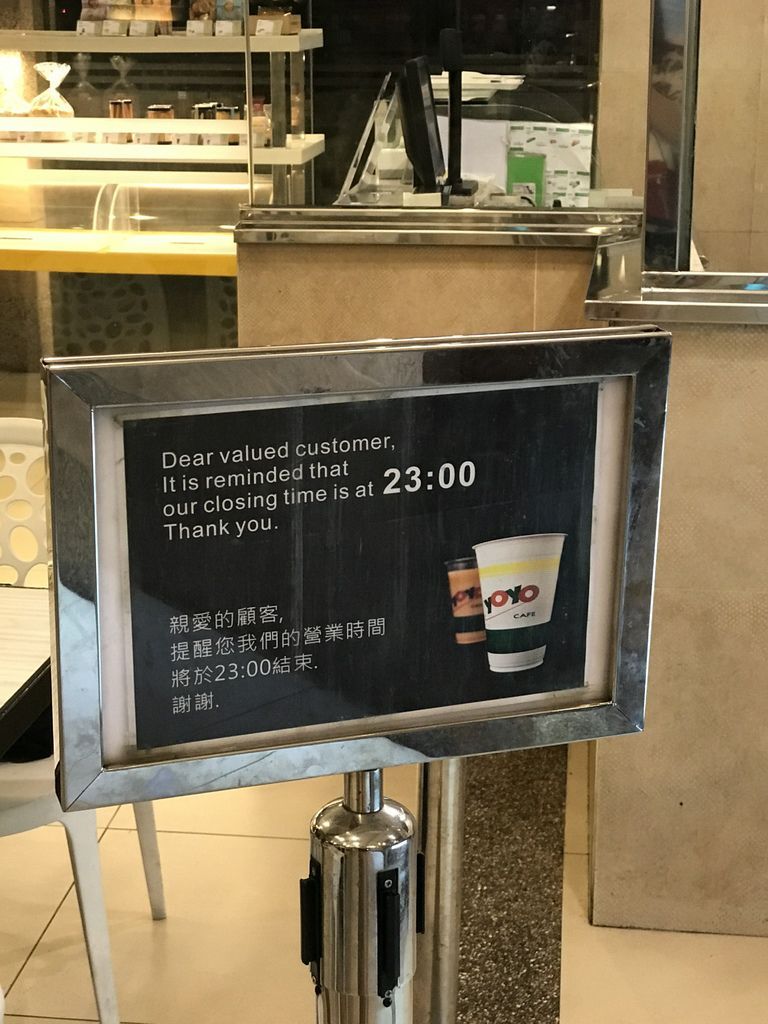 Dear valued customer,
It is reminded that
our closing time is at 23:00
Thank you.
親愛的顧客,
提醒您我們的營業時間
將於23:00結束.
謝謝.
YOYO
CAFE
YOYO